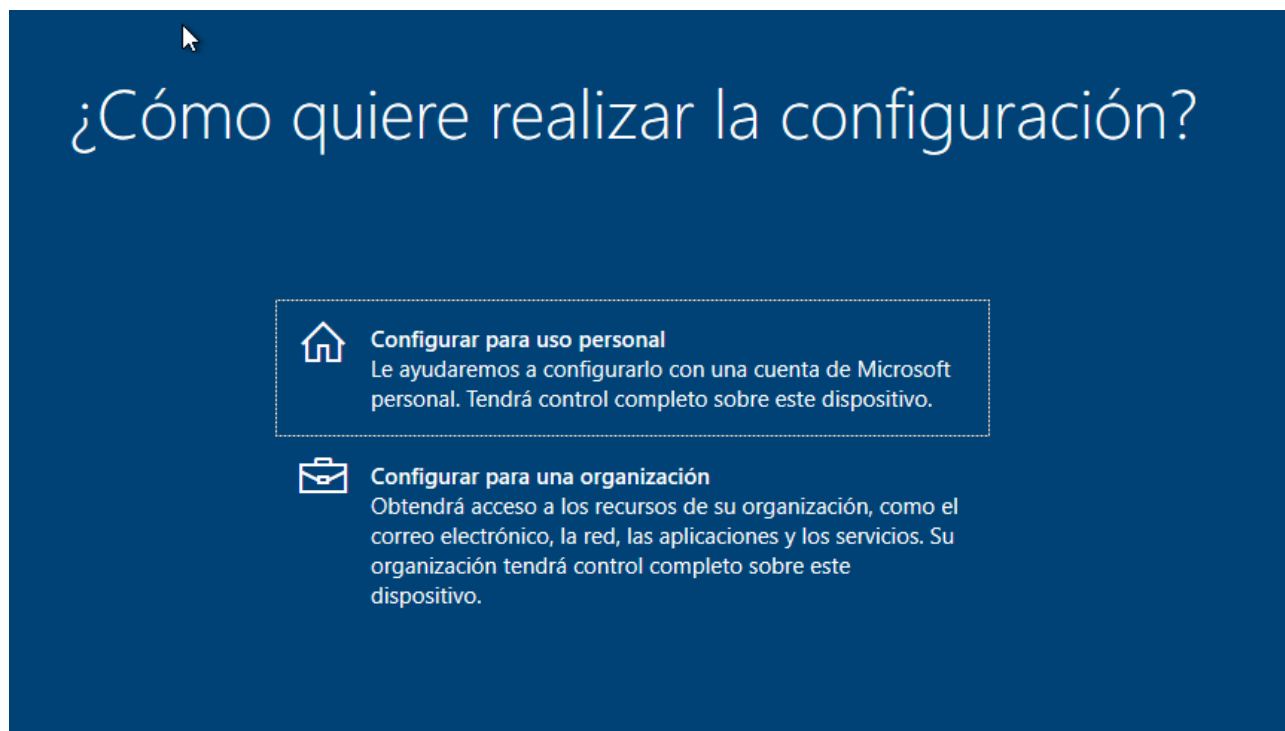 ¿Cómo quiere realizar la configuración?
Configurar para uso personal
Le ayudaremos a configurarlo con una cuenta de Microsoft
personal. Tendrá control completo sobre este dispositivo.
Configurar para una organización
Obtendrá acceso a los recursos de su organización, como el
correo electrónico, la red, las aplicaciones y los servicios. Su
organización tendrá control completo sobre este
dispositivo.